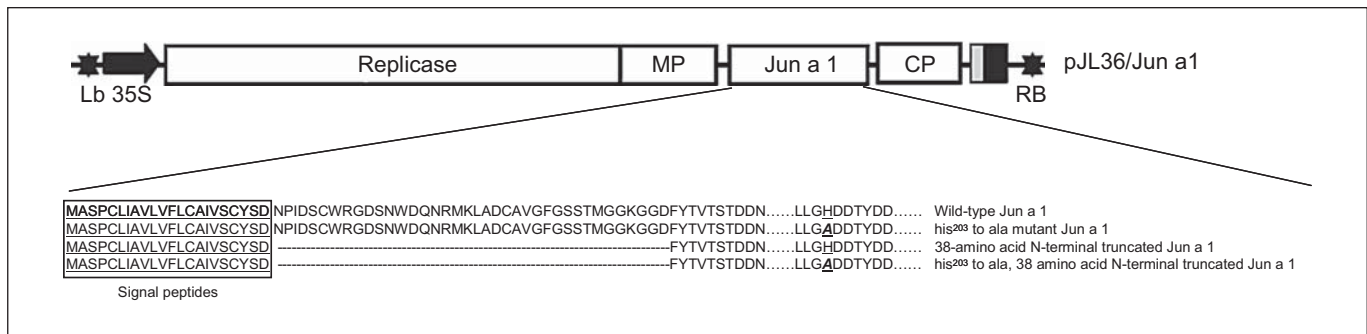 Replicase MP Jun a 1 CP pJL36/Jun a1
Lb 35S RB
MASPCLIAVLVFLCAIVSCYSD NPIDSCWRGDSNWDQNRMKLADCAVGFGSSTMGGKGGDFYTVTSTDDN……LLGHDDTYDD…… Wild-type Jun a 1
MASPCLIAVLVFLCAIVSCYSD NPIDSCWRGDSNWDQNRMKLADCAVGFGSSTMGGKGGDFYTVTSTDDN……LLGADDTYDD…… his²⁰³ to ala mutant Jun a 1
MASPCLIAVLVFLCAIVSCYSD --------------------------------------FYTVTSTDDN……LLGHDDTYDD…… 38-amino acid N-terminal truncated Jun a 1
MASPCLIAVLVFLCAIVSCYSD --------------------------------------FYTVTSTDDN……LLGADDTYDD…… his²⁰³ to ala, 38 amino acid N-terminal truncated Jun a 1
Signal peptides